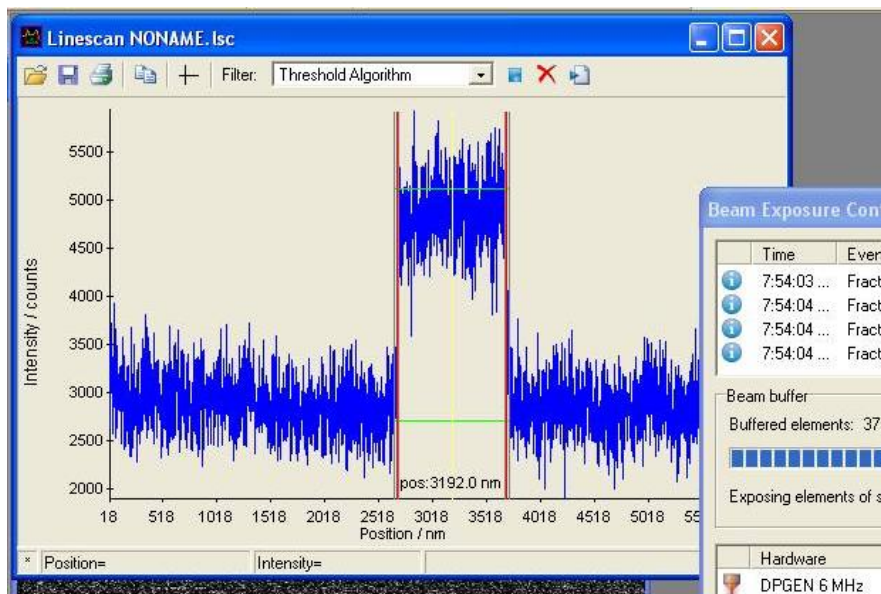 Linescan NONAME.lsc
Filter: Threshold Algorithm
Intensity / counts
5500
5000
4500
4000
3500
3000
2500
2000
pos:3192.0 nm
18 518 1018 1518 2018 2518 3018 3518 4018 4518 5018
Position / nm
* Position= Intensity=
Beam Exposure
Time
7:54:03 ...
7:54:04 ...
7:54:04 ...
7:54:04 ...
Beam buffer
Buffered elements: 37
Exposing elements of
Hardware
DPGEN 6 MHz